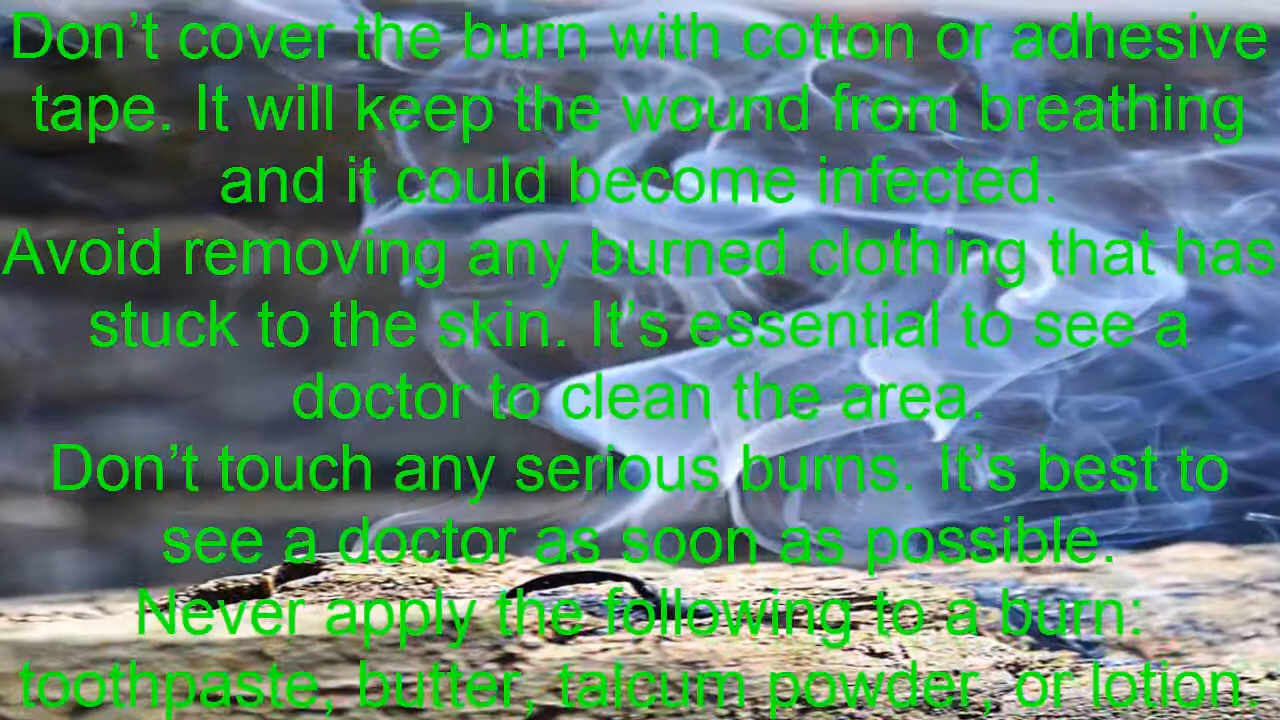 Don’t cover the burn with cotton or adhesive
tape. It will keep the wound from breathing
and it could become infected.
Avoid removing any burned clothing that has
stuck to the skin. It’s essential to see a
doctor to clean the area.
Don’t touch any serious burns. It’s best to
see a doctor as soon as possible.
Never apply the following to a burn:
toothpaste, butter, talcum powder, or lotion.